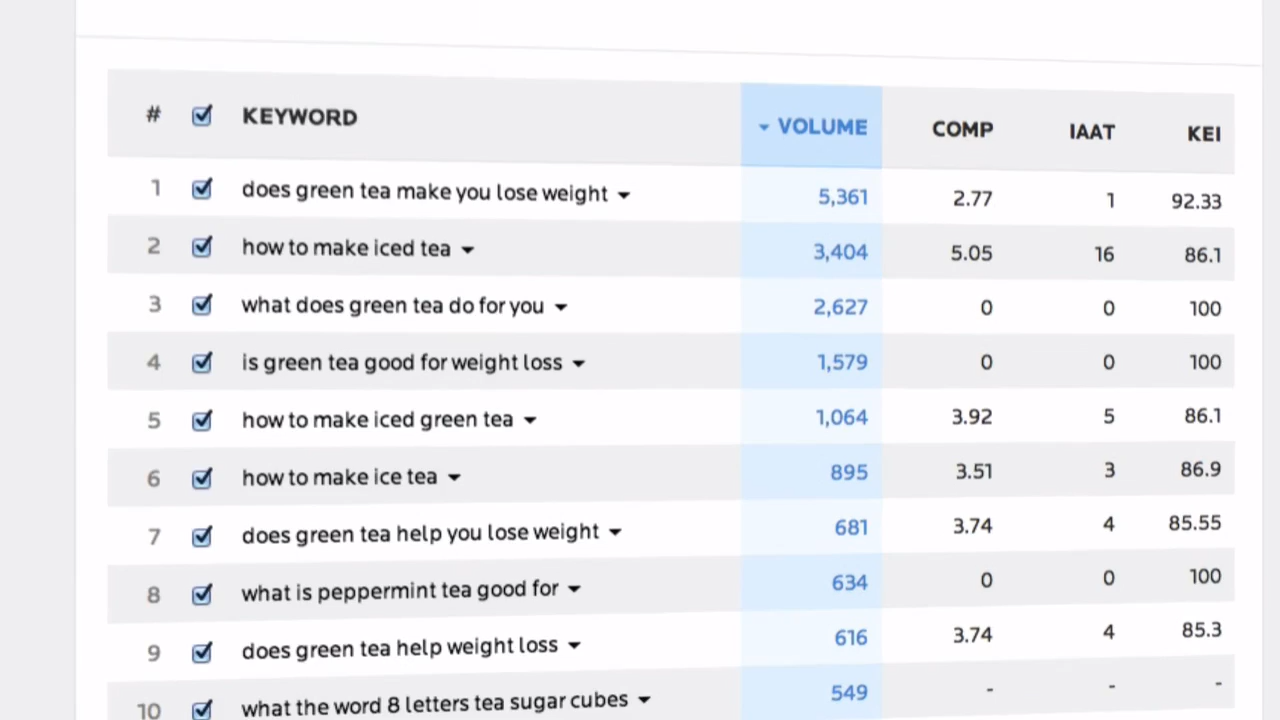 # KEYWORD VOLUME COMP IAAT KEI
1 does green tea make you lose weight 5,361 2.77 1 92.33
2 how to make iced tea 3,404 5.05 16 86.1
3 what does green tea do for you 2,627 0 0 100
4 is green tea good for weight loss 1,579 0 0 100
5 how to make iced green tea 1,064 3.92 5 86.1
6 how to make ice tea 895 3.51 3 86.9
7 does green tea help you lose weight 681 3.74 4 85.55
8 what is peppermint tea good for 634 0 0 100
9 does green tea help weight loss 616 3.74 4 85.3
10 what the word 8 letters tea sugar cubes 549 - - -